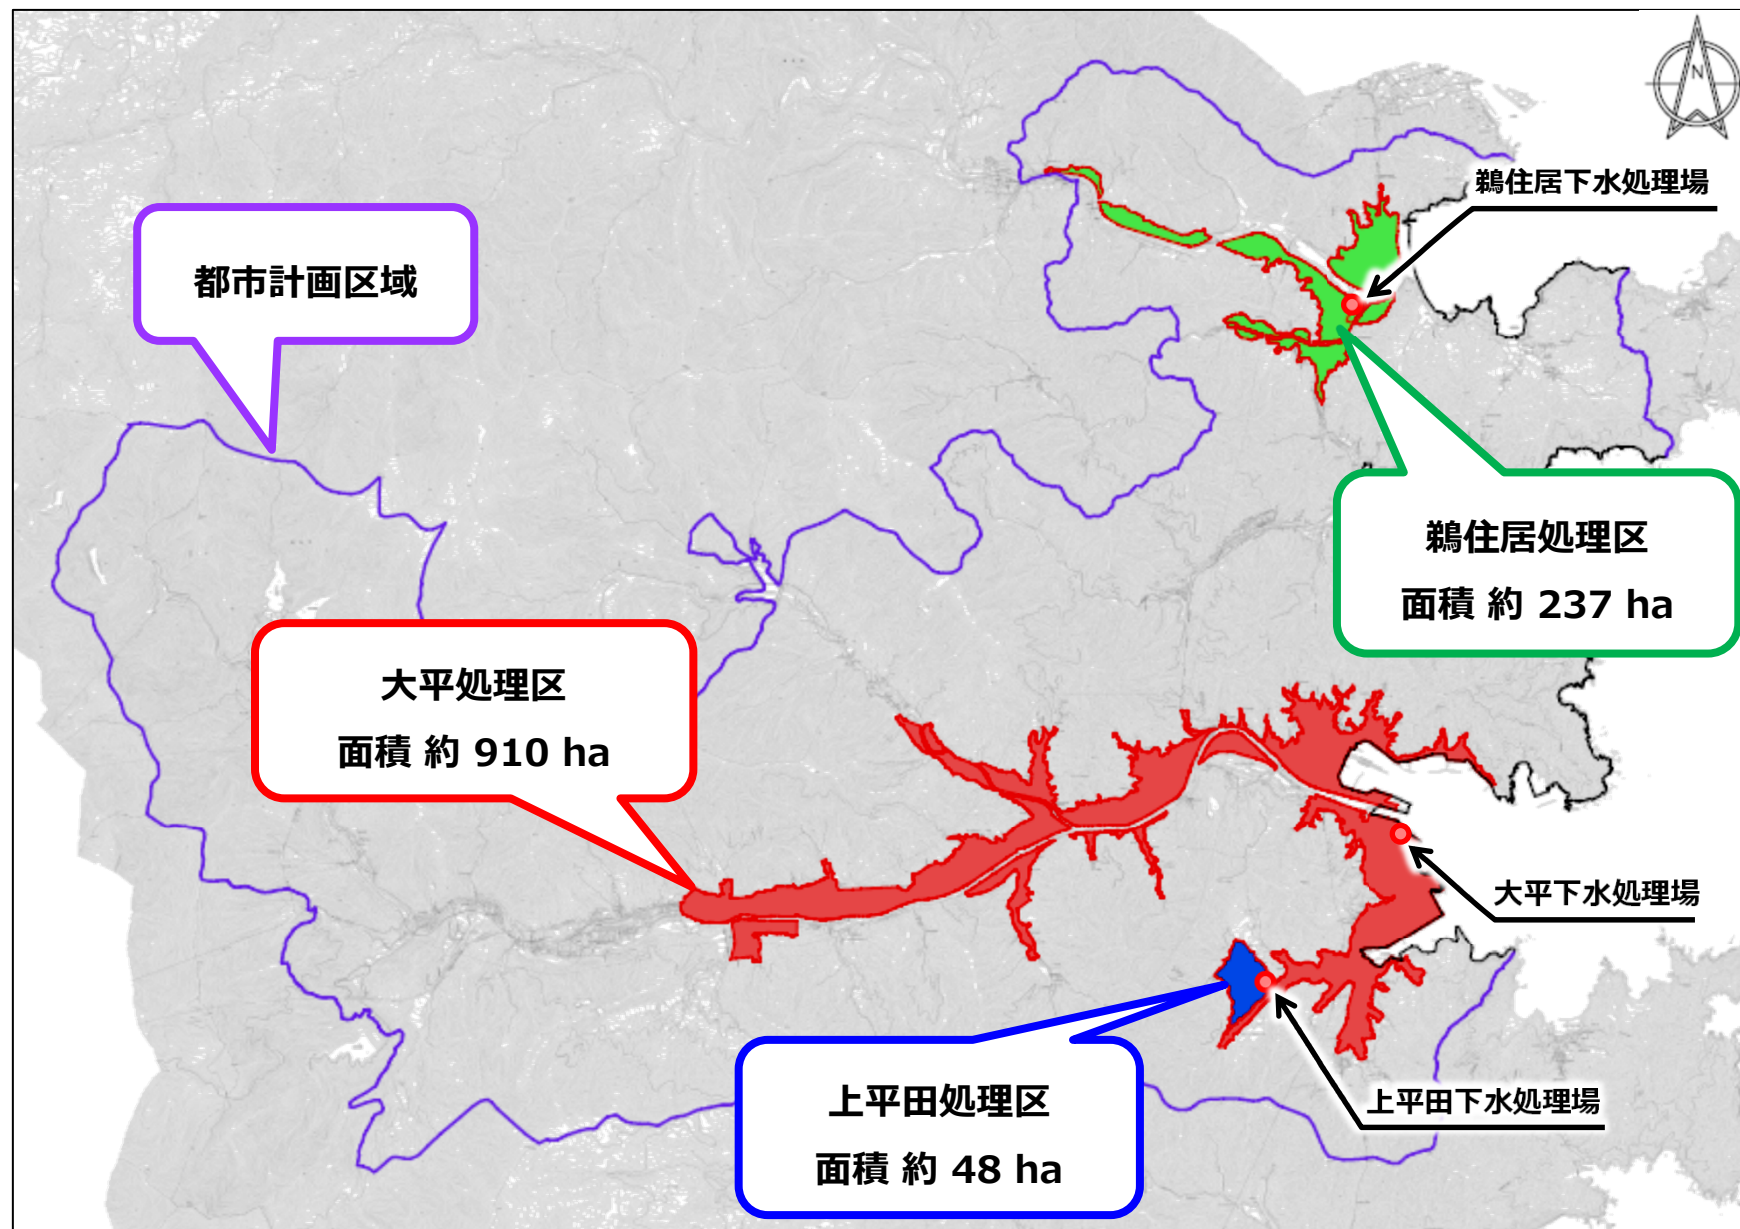 N
鵜住居下水処理場
都市計画区域
鵜住居処理区
面積 約 237 ha
大平処理区
面積 約 910 ha
大平下水処理場
上平田処理区
面積 約 48 ha
上平田下水処理場